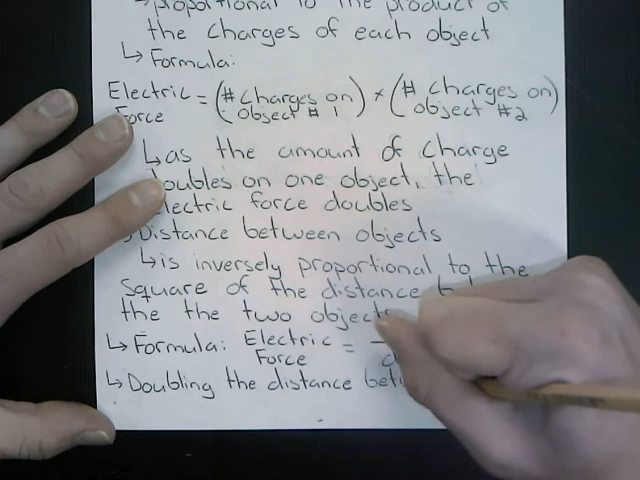 ↳proportional to the product of
the charges of each object
↳ Formula:
Electric Force = (# charges on object # 1) × (# charges on object #2)
↳as the amount of charge
doubles on one object, the
electric force doubles
↳Distance between objects
↳is inversely proportional to the
square of the distance
the the two objects
↳ Formula: Electric Force =
↳ Doubling the distance